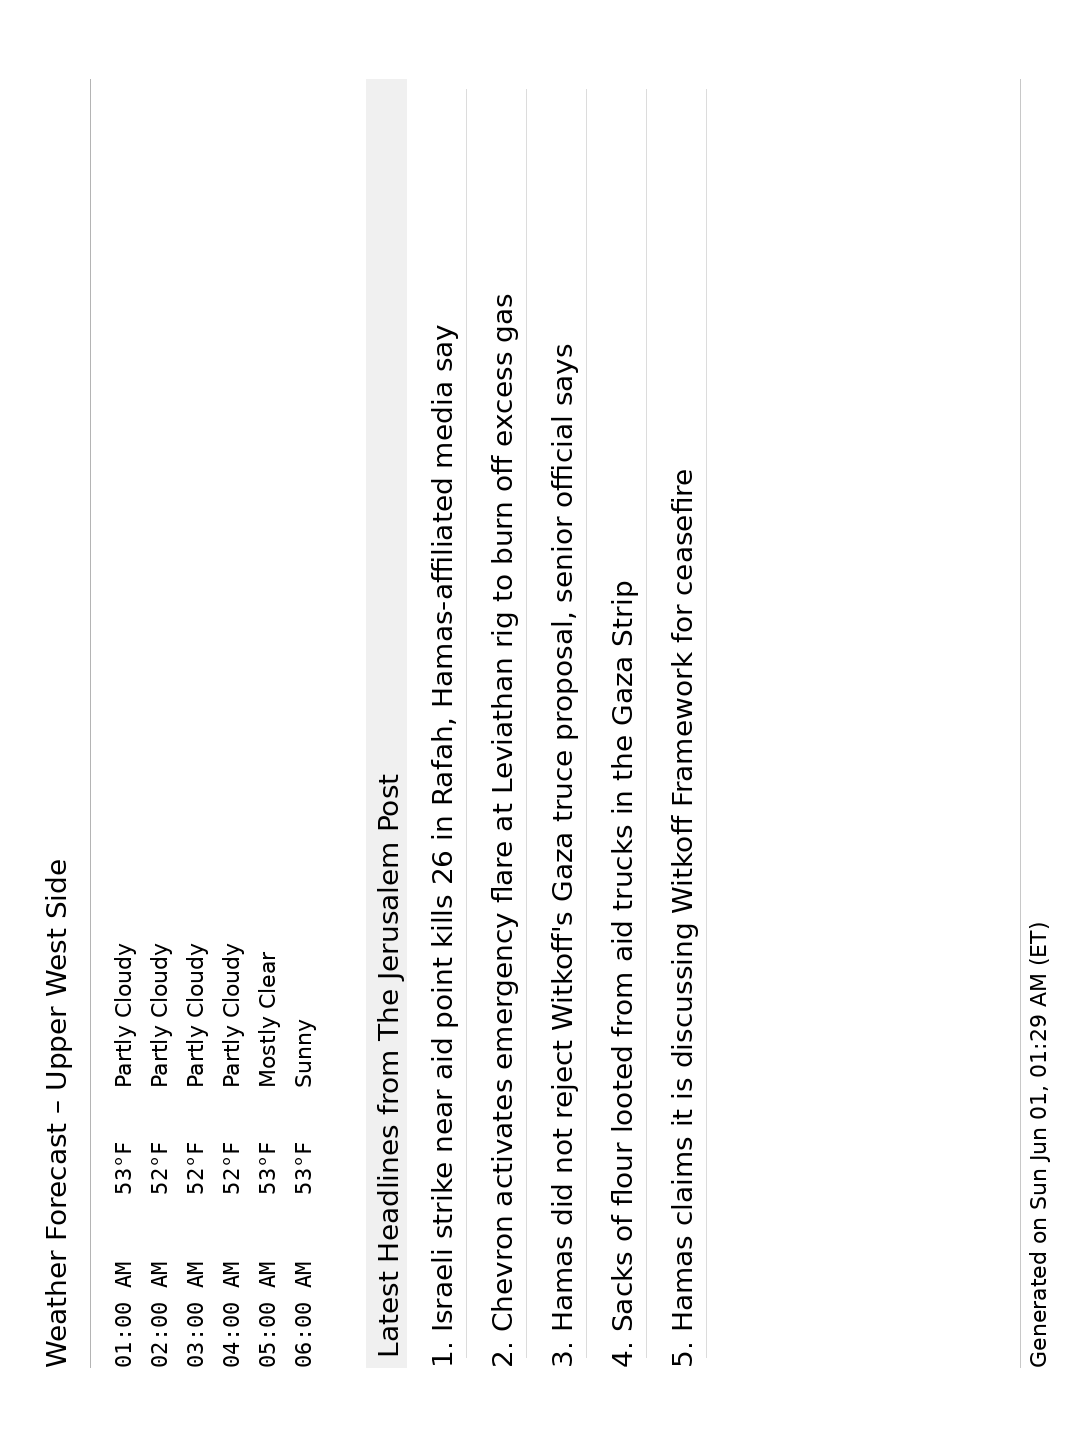 Weather Forecast – Upper West Side
01:00 AM 53°F Partly Cloudy
02:00 AM 52°F Partly Cloudy
03:00 AM 52°F Partly Cloudy
04:00 AM 52°F Partly Cloudy
05:00 AM 53°F Mostly Clear
06:00 AM 53°F Sunny
Latest Headlines from The Jerusalem Post
1. Israeli strike near aid point kills 26 in Rafah, Hamas-affiliated media say
2. Chevron activates emergency flare at Leviathan rig to burn off excess gas
3. Hamas did not reject Witkoff's Gaza truce proposal, senior official says
4. Sacks of flour looted from aid trucks in the Gaza Strip
5. Hamas claims it is discussing Witkoff Framework for ceasefire
Generated on Sun Jun 01, 01:29 AM (ET)